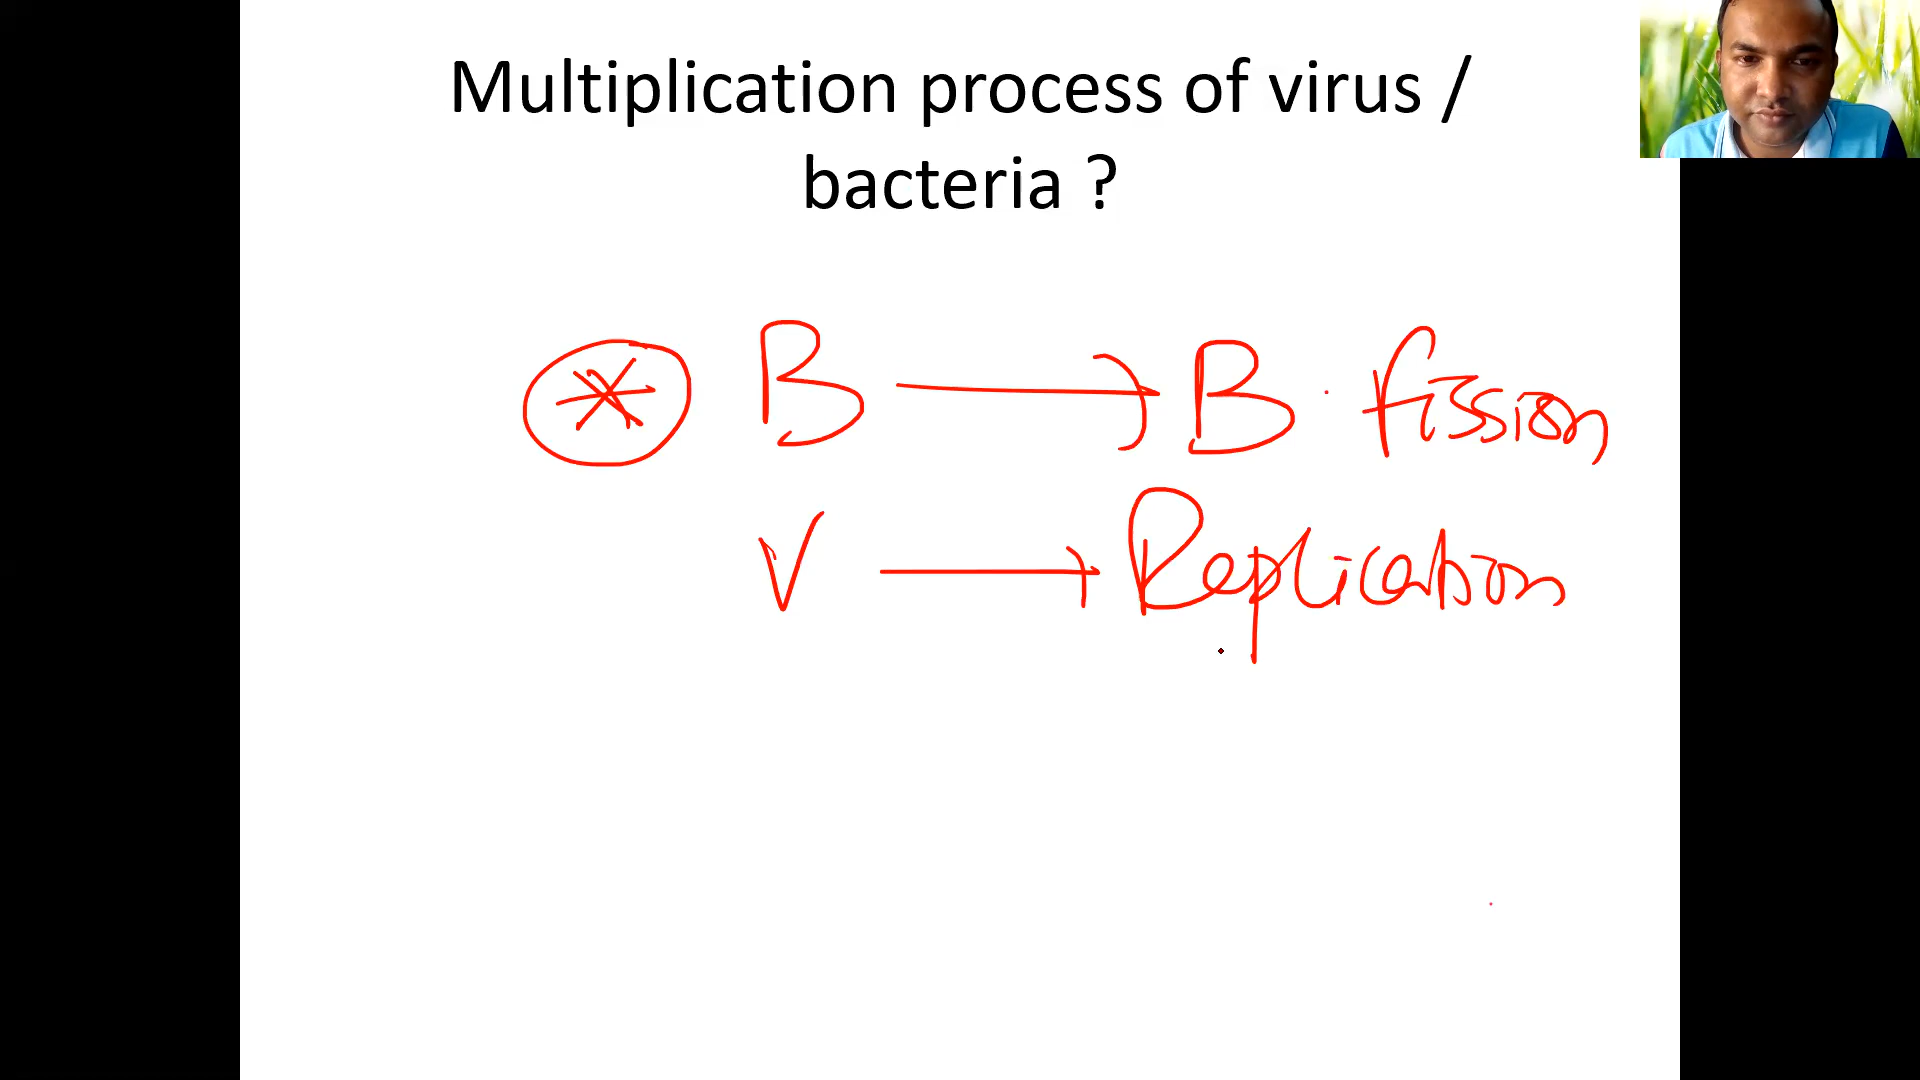 Multiplication process of virus /
bacteria ?
B → B. fission
V → Replication